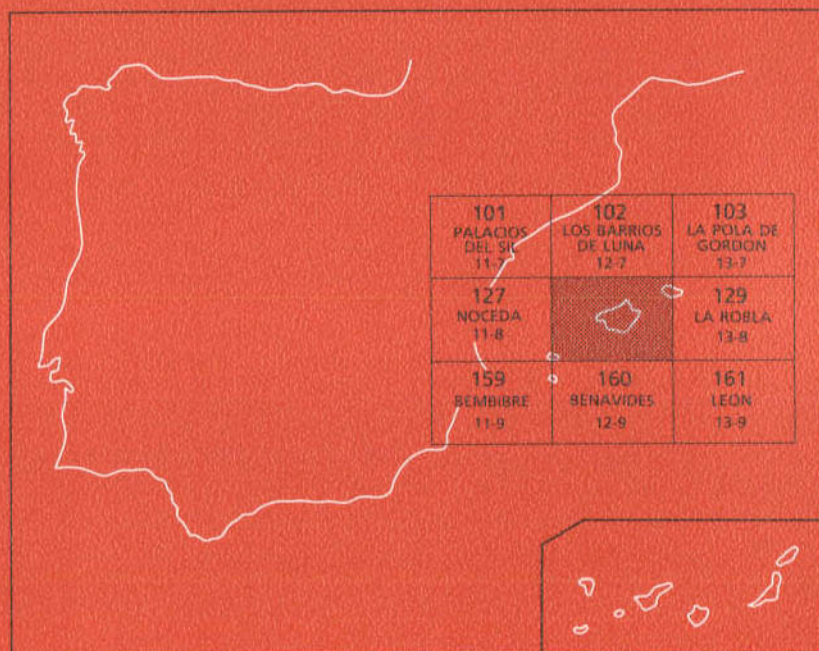 101
PALACIOS
DEL SIL
11-7
102
LOS BARRIOS
DE LUNA
12-7
103
LA POLA DE
GORDON
13-7
127
NOCEDA
11-8
129
LA ROBLA
13-8
159
BEMBIBRE
11-9
160
BENAVIDES
12-9
161
LEON
13-9